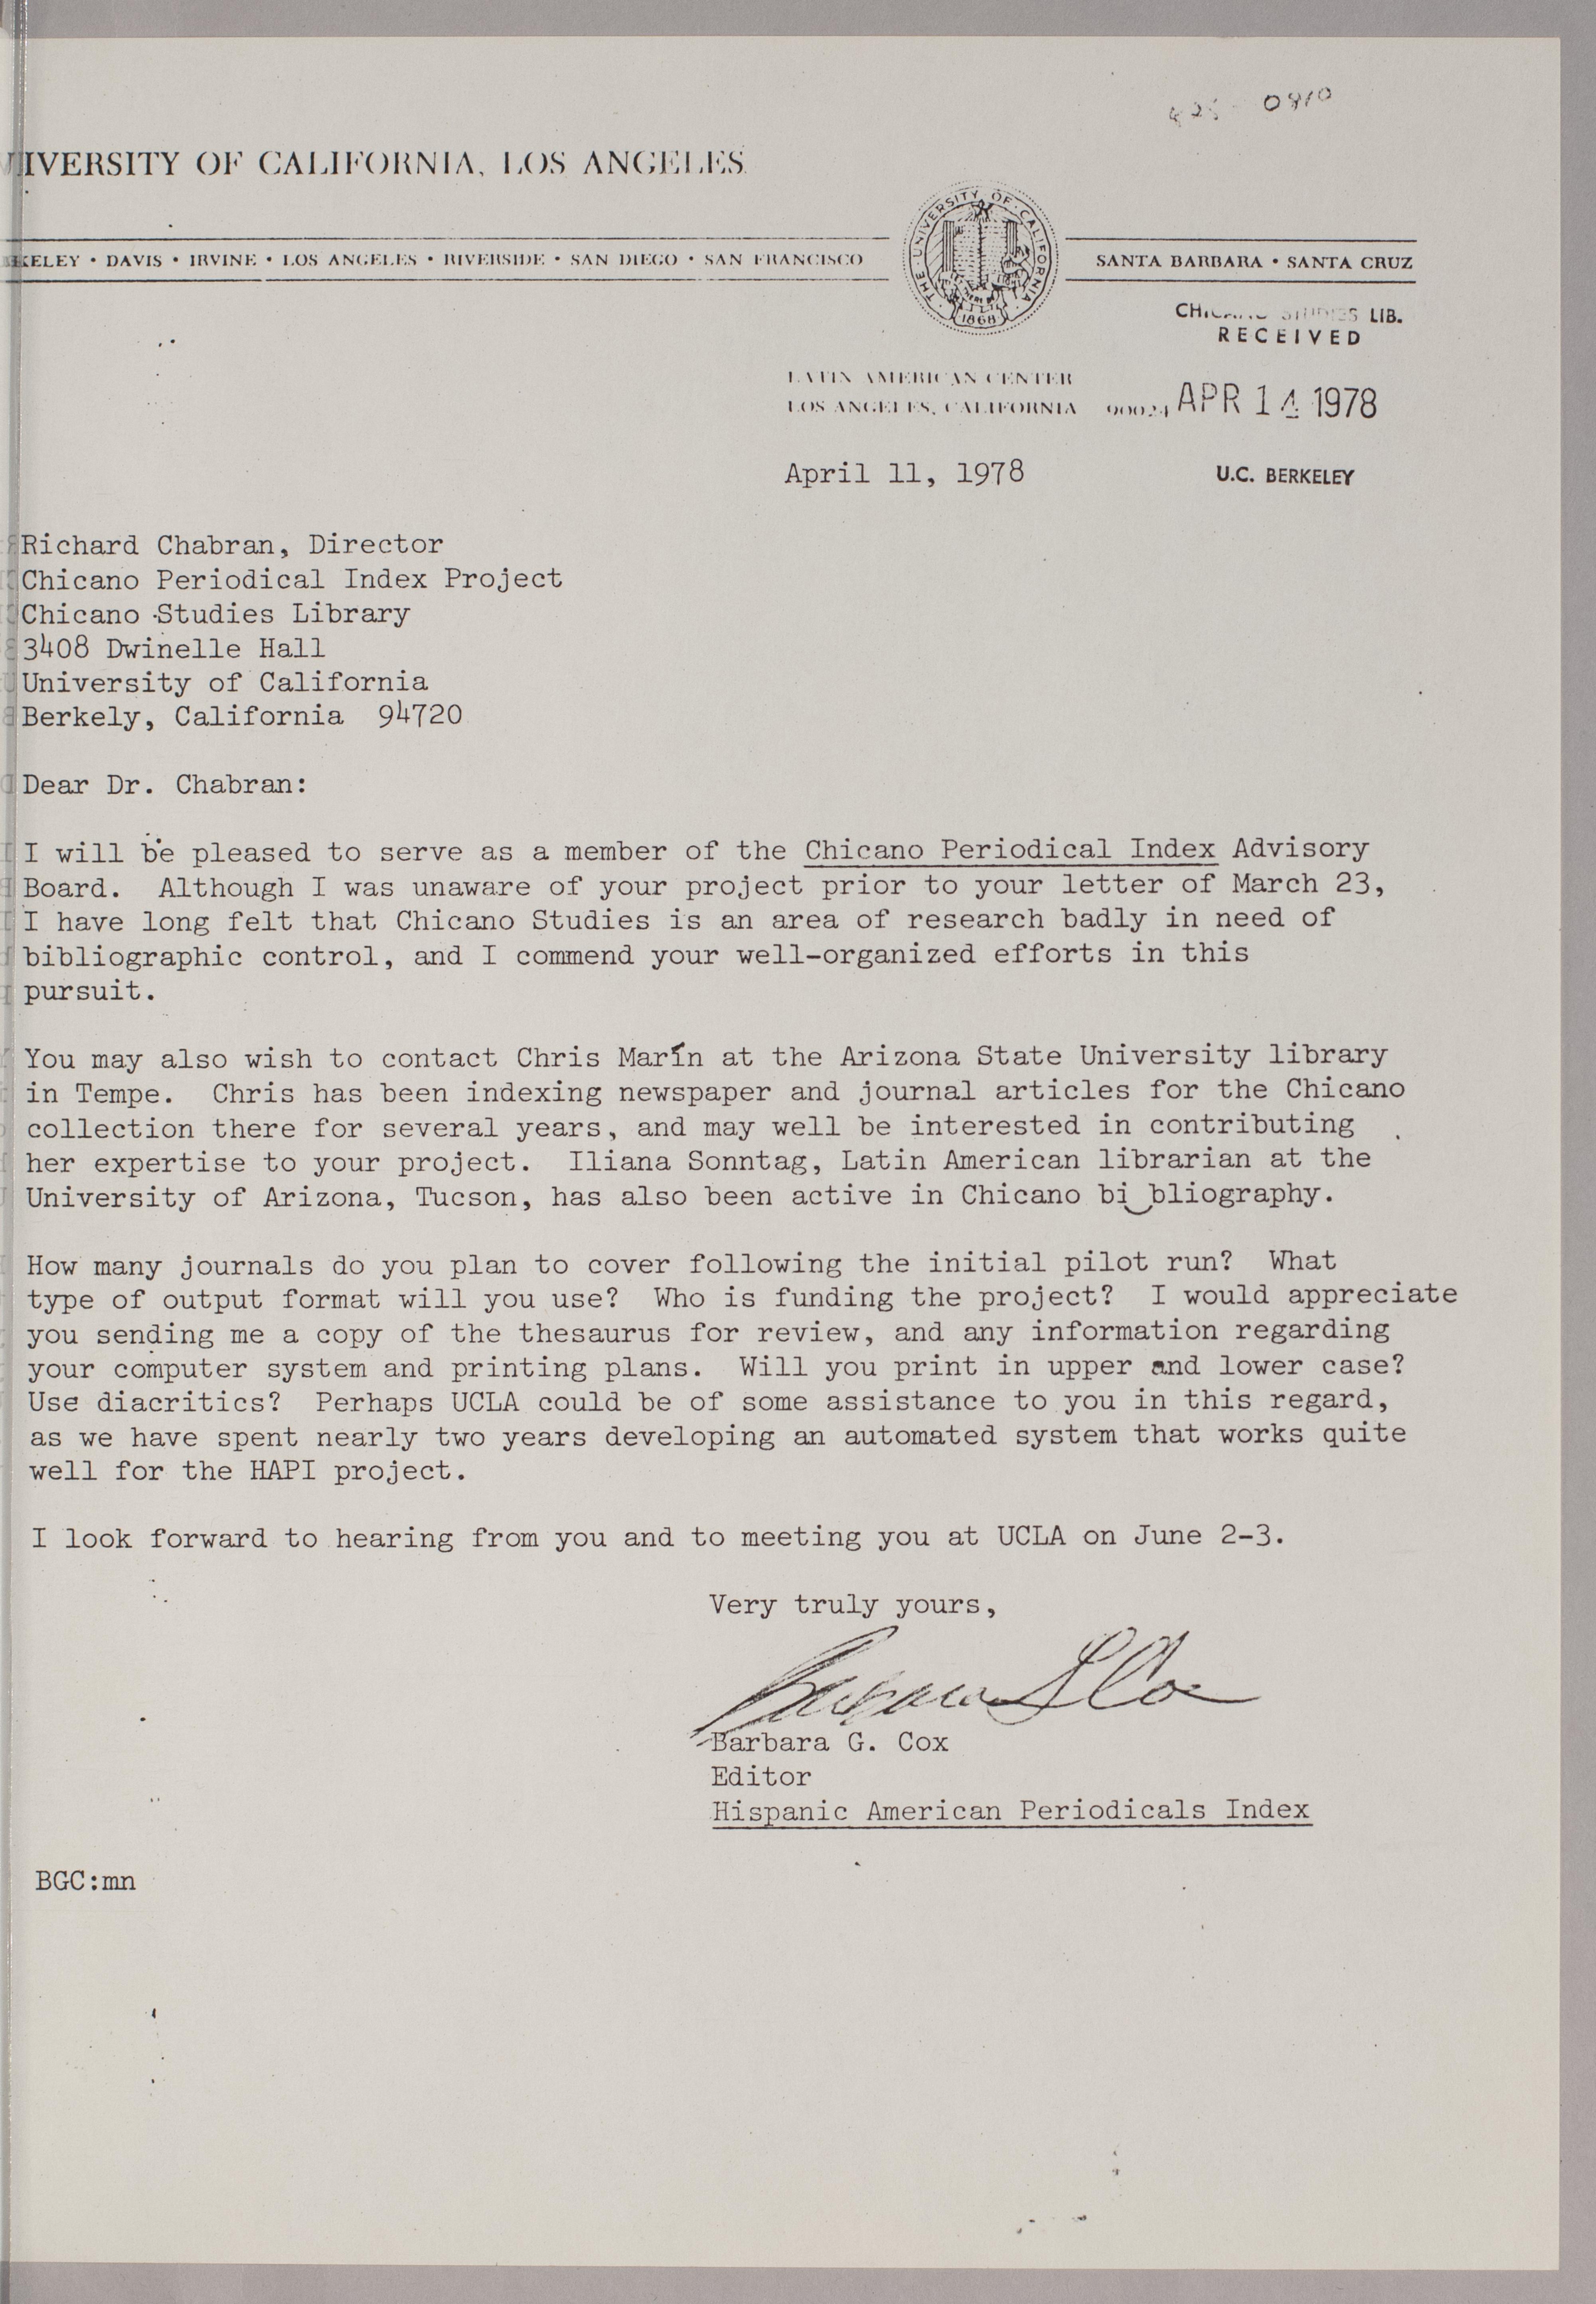 0910
IVERSITY OF CALIFORNIA, LOS ANGELES
KELEY • DAVIS • IRVINE • LOS ANGELES • RIVERSIDE • SAN DIEGO • SAN FRANCISCO
THE UNIVERSITY OF CALIFORNIA
1868
SANTA BARBARA • SANTA CRUZ
CHICANO STUDIES LIB.
RECEIVED
LATIN AMERICAN CENTER
LOS ANGELES, CALIFORNIA 90024
APR 14 1978
April 11, 1978
U.C. BERKELEY
Richard Chabran, Director
Chicano Periodical Index Project
Chicano Studies Library
3408 Dwinelle Hall
University of California
Berkely, California 94720
Dear Dr. Chabran:
I will be pleased to serve as a member of the Chicano Periodical Index Advisory
Board. Although I was unaware of your project prior to your letter of March 23,
I have long felt that Chicano Studies is an area of research badly in need of
bibliographic control, and I commend your well-organized efforts in this
pursuit.
You may also wish to contact Chris Marín at the Arizona State University library
in Tempe. Chris has been indexing newspaper and journal articles for the Chicano
collection there for several years, and may well be interested in contributing
her expertise to your project. Iliana Sonntag, Latin American librarian at the
University of Arizona, Tucson, has also been active in Chicano bi bliography.
How many journals do you plan to cover following the initial pilot run? What
type of output format will you use? Who is funding the project? I would appreciate
you sending me a copy of the thesaurus for review, and any information regarding
your computer system and printing plans. Will you print in upper and lower case?
Use diacritics? Perhaps UCLA could be of some assistance to you in this regard,
as we have spent nearly two years developing an automated system that works quite
well for the HAPI project.
I look forward to hearing from you and to meeting you at UCLA on June 2-3.
Very truly yours,
Barbara G. Cox
Editor
Hispanic American Periodicals Index
BGC:mn